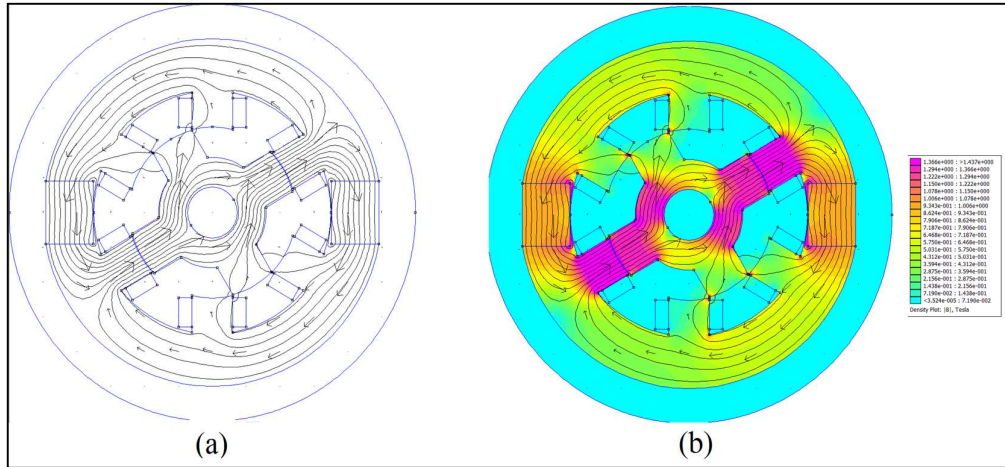 1.366e+000 : >1.437e+000
1.294e+000 : 1.366e+000
1.222e+000 : 1.294e+000
1.150e+000 : 1.222e+000
1.078e+000 : 1.150e+000
1.006e+000 : 1.078e+000
9.343e-001 : 1.006e+000
8.624e-001 : 9.343e-001
7.906e-001 : 8.624e-001
7.187e-001 : 7.906e-001
6.468e-001 : 7.187e-001
5.750e-001 : 6.468e-001
5.031e-001 : 5.750e-001
4.312e-001 : 5.031e-001
3.594e-001 : 4.312e-001
2.875e-001 : 3.594e-001
2.156e-001 : 2.875e-001
1.438e-001 : 2.156e-001
7.190e-002 : 1.438e-001
<3.524e-005 : 7.190e-002
Density Plot: |B|, Tesla
(a)
(b)